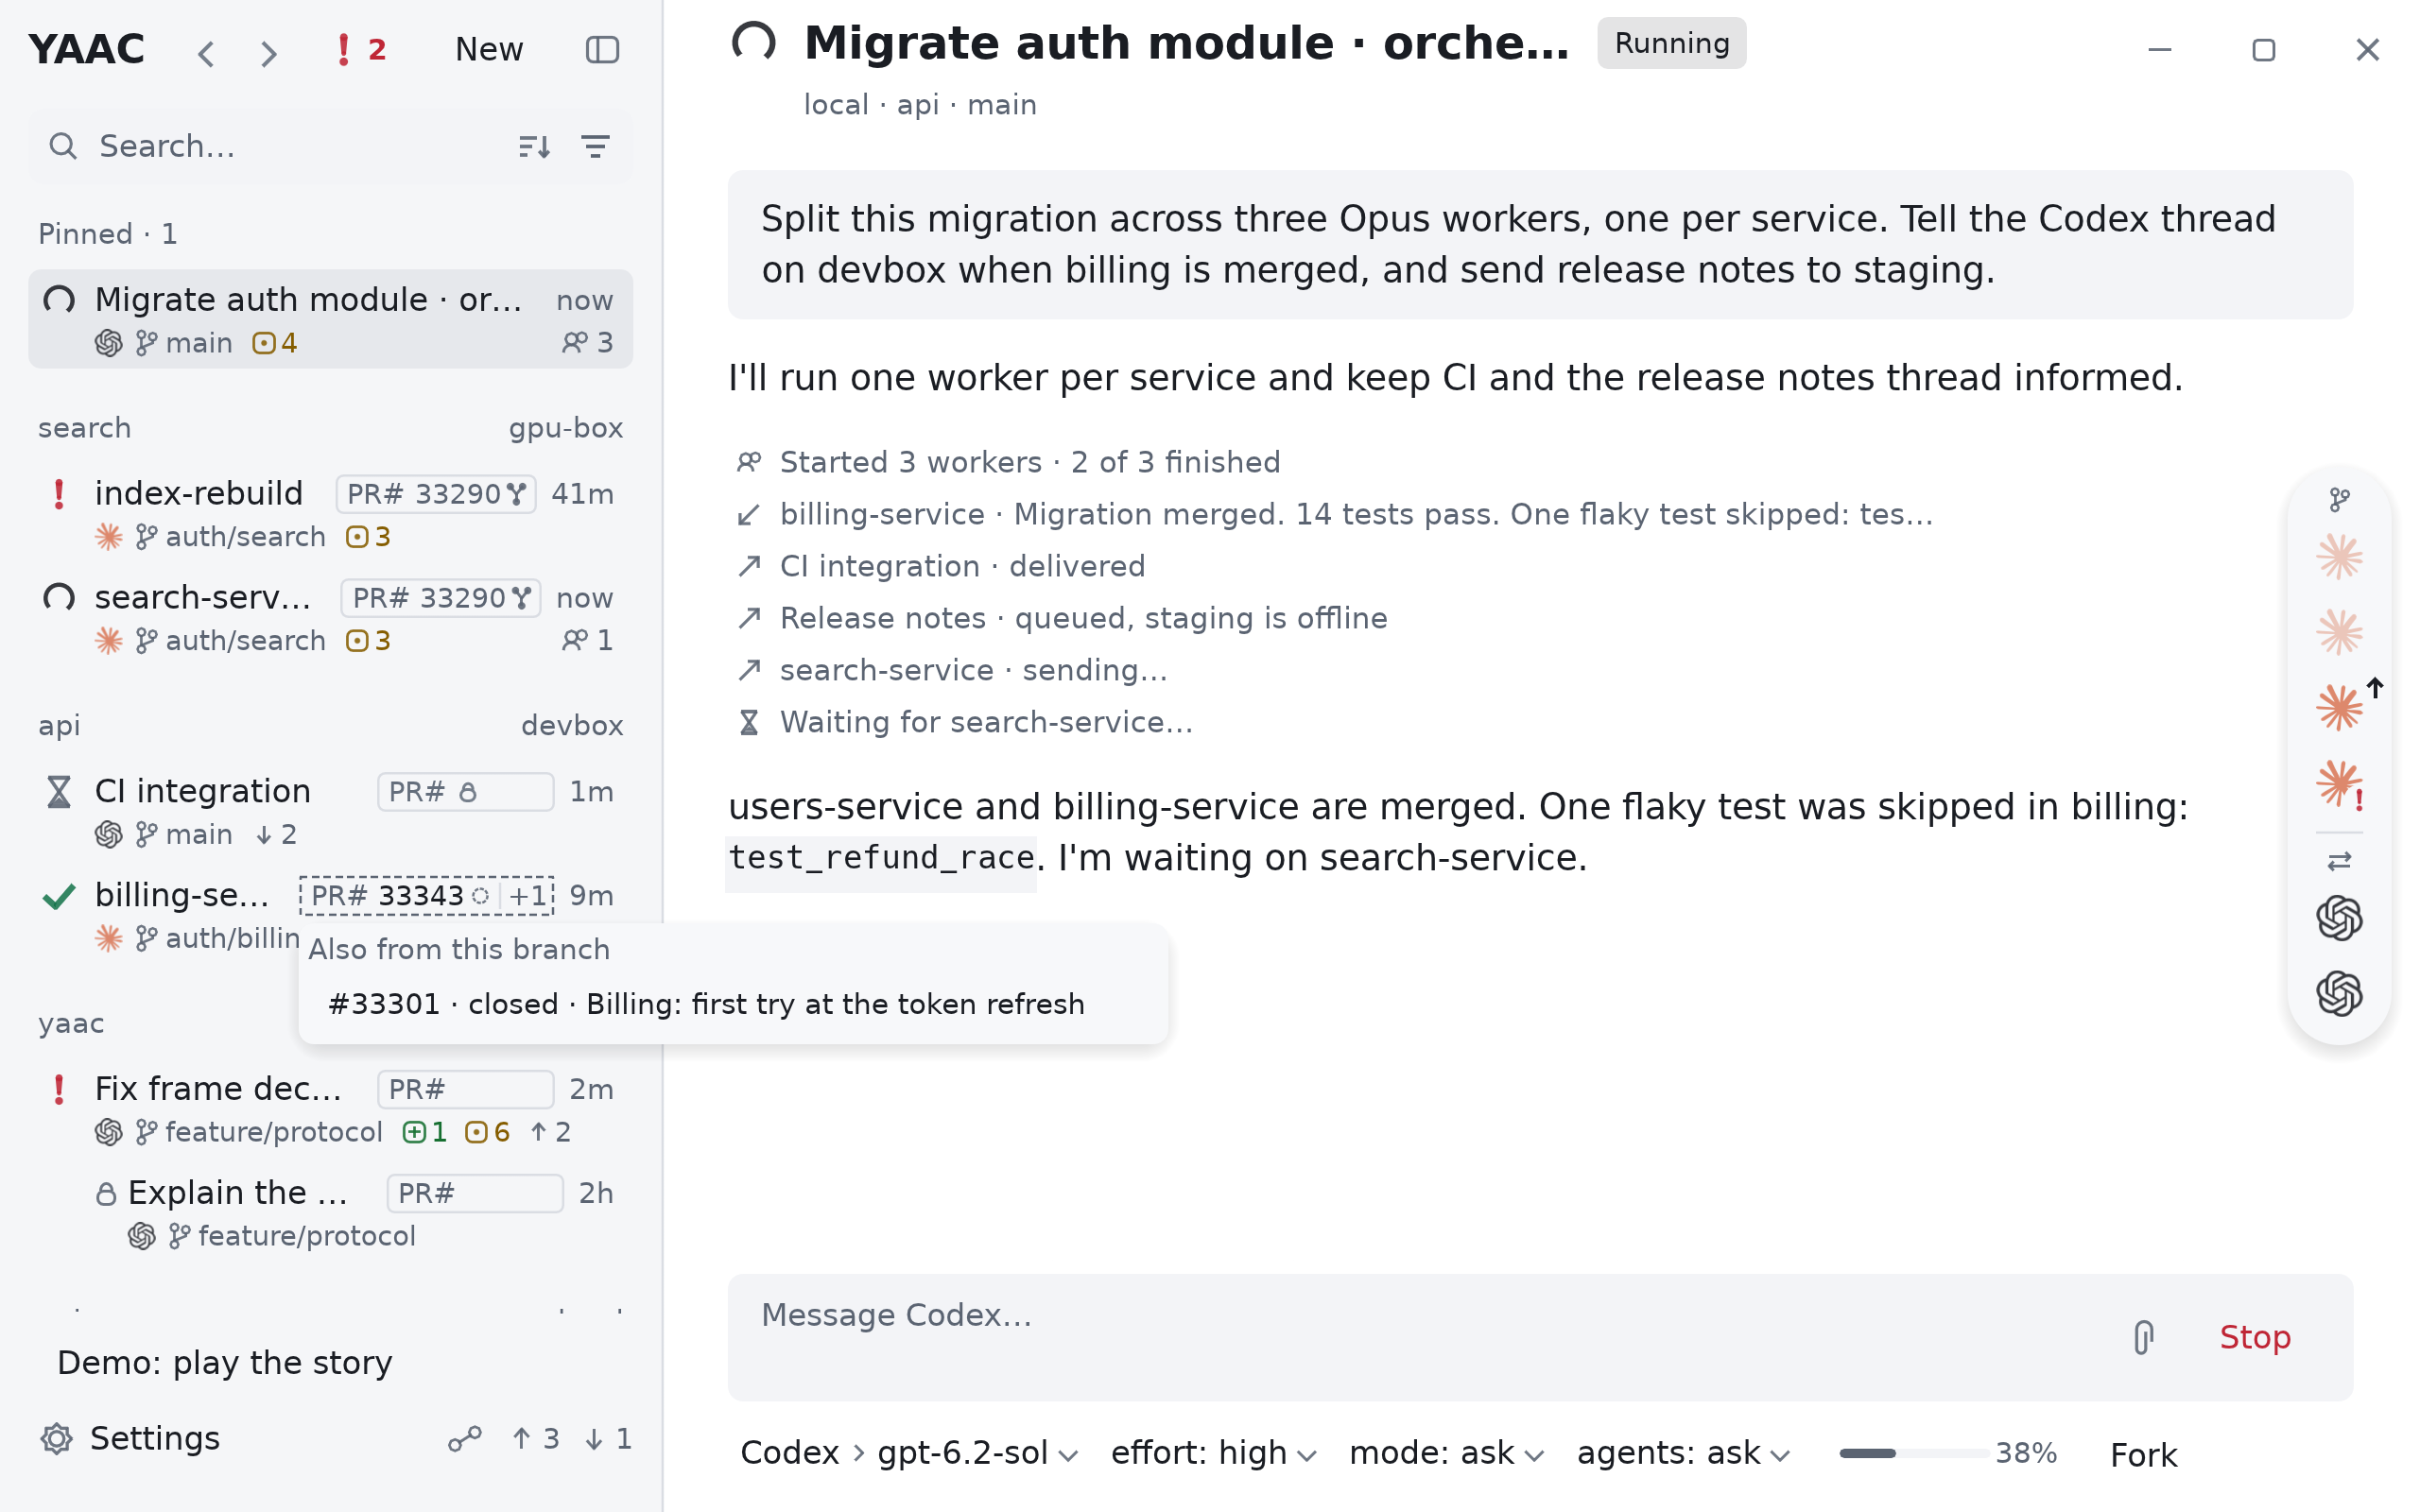 YAAC
2
New
Search...
Pinned · 1
Migrate auth module · or...
now
main
4
3
search
gpu-box
index-rebuild
PR# 33290
41m
auth/search
3
search-serv...
PR# 33290
now
auth/search
3
1
api
devbox
CI integration
PR#
1m
main
2
billing-se...
PR# 33343
+1
9m
auth/billin
Also from this branch
#33301 · closed · Billing: first try at the token refresh
yaac
Fix frame dec...
PR#
2m
feature/protocol
1
6
2
Explain the ...
PR#
2h
feature/protocol
Demo: play the story
Settings
3
1
Migrate auth module · orche...
Running
local · api · main
Split this migration across three Opus workers, one per service. Tell the Codex thread
on devbox when billing is merged, and send release notes to staging.
I'll run one worker per service and keep CI and the release notes thread informed.
Started 3 workers · 2 of 3 finished
billing-service · Migration merged. 14 tests pass. One flaky test skipped: tes...
CI integration · delivered
Release notes · queued, staging is offline
search-service · sending...
Waiting for search-service...
users-service and billing-service are merged. One flaky test was skipped in billing:
test_refund_race. I'm waiting on search-service.
Message Codex...
Stop
Codex > gpt-6.2-sol
effort: high
mode: ask
agents: ask
38%
Fork